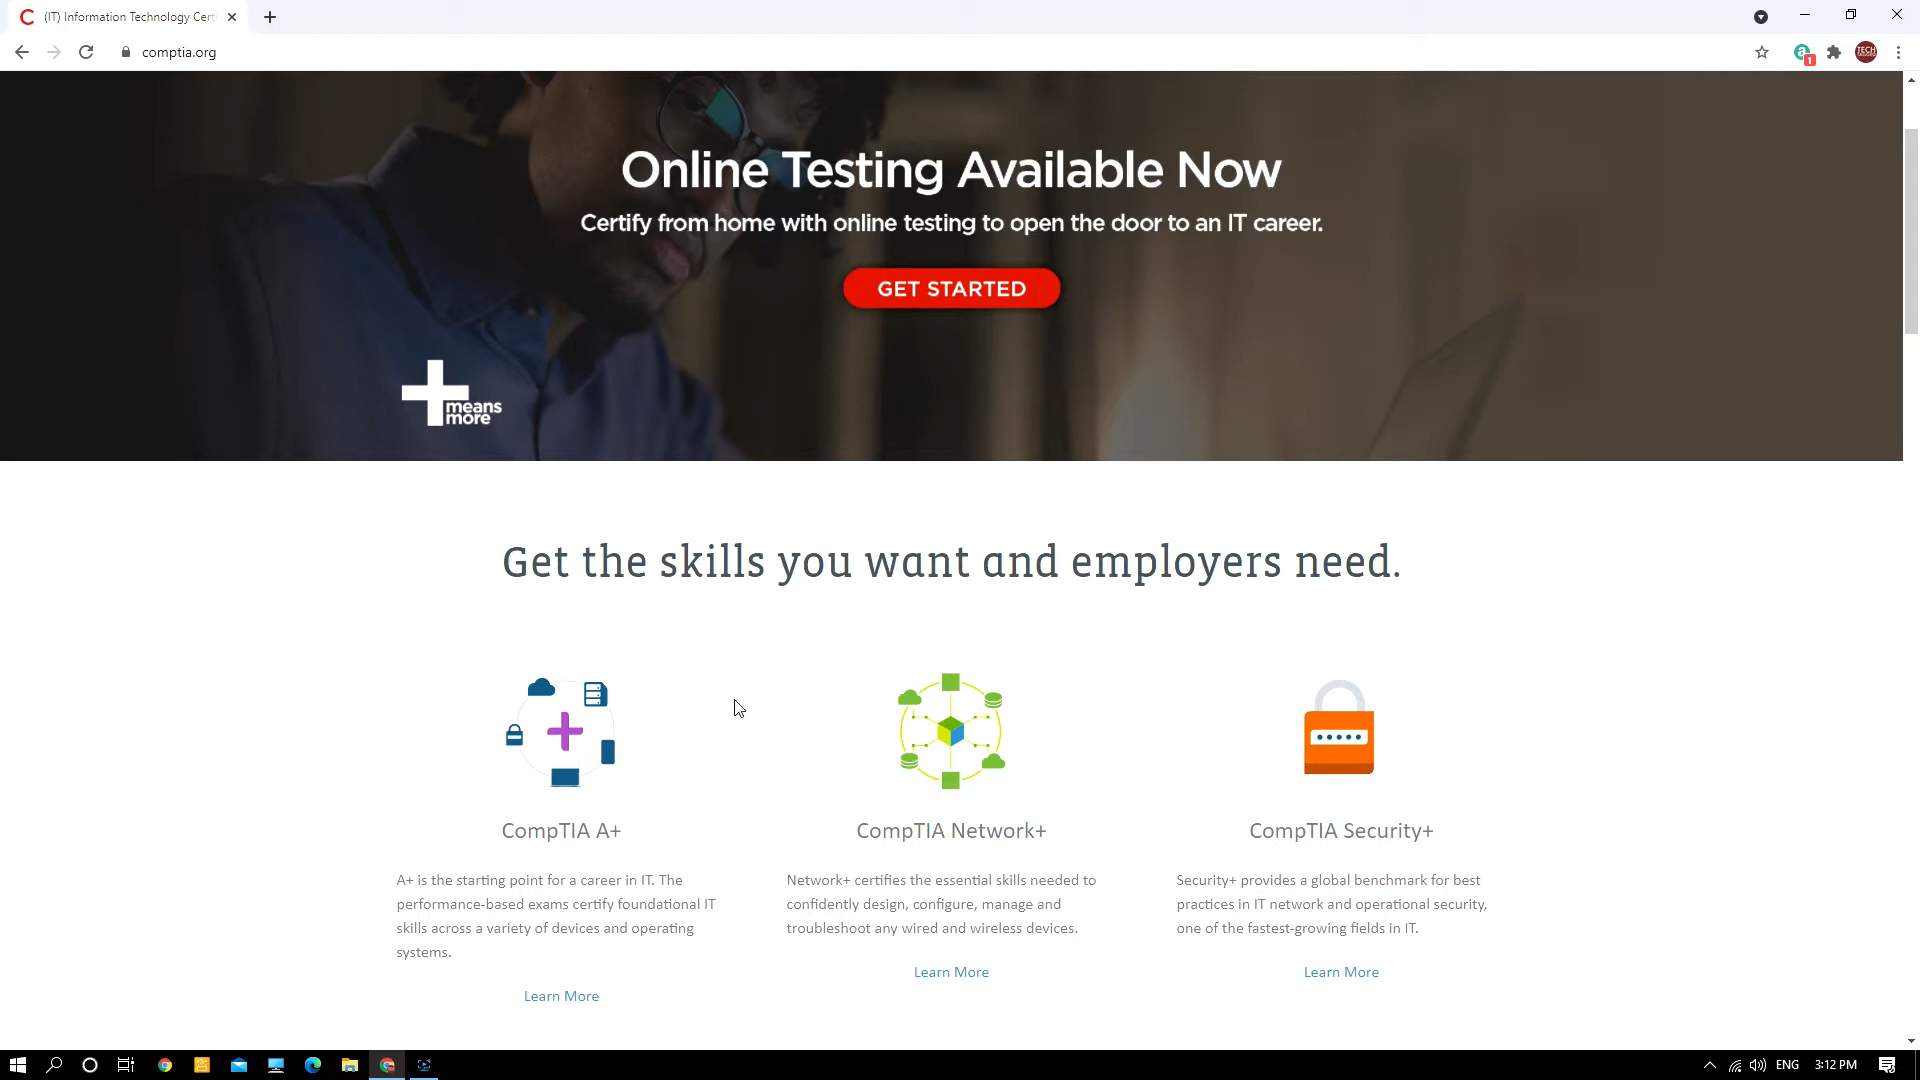 (IT) Information Technology Cert
comptia.org
1
TECH
Online Testing Available Now
Certify from home with online testing to open the door to an IT career.
GET STARTED
means
more
Get the skills you want and employers need.
CompTIA A+
A+ is the starting point for a career in IT. The
performance-based exams certify foundational IT
skills across a variety of devices and operating
systems.
Learn More
CompTIA Network+
Network+ certifies the essential skills needed to
confidently design, configure, manage and
troubleshoot any wired and wireless devices.
Learn More
CompTIA Security+
Security+ provides a global benchmark for best
practices in IT network and operational security,
one of the fastest-growing fields in IT.
Learn More
ENG
3:12 PM